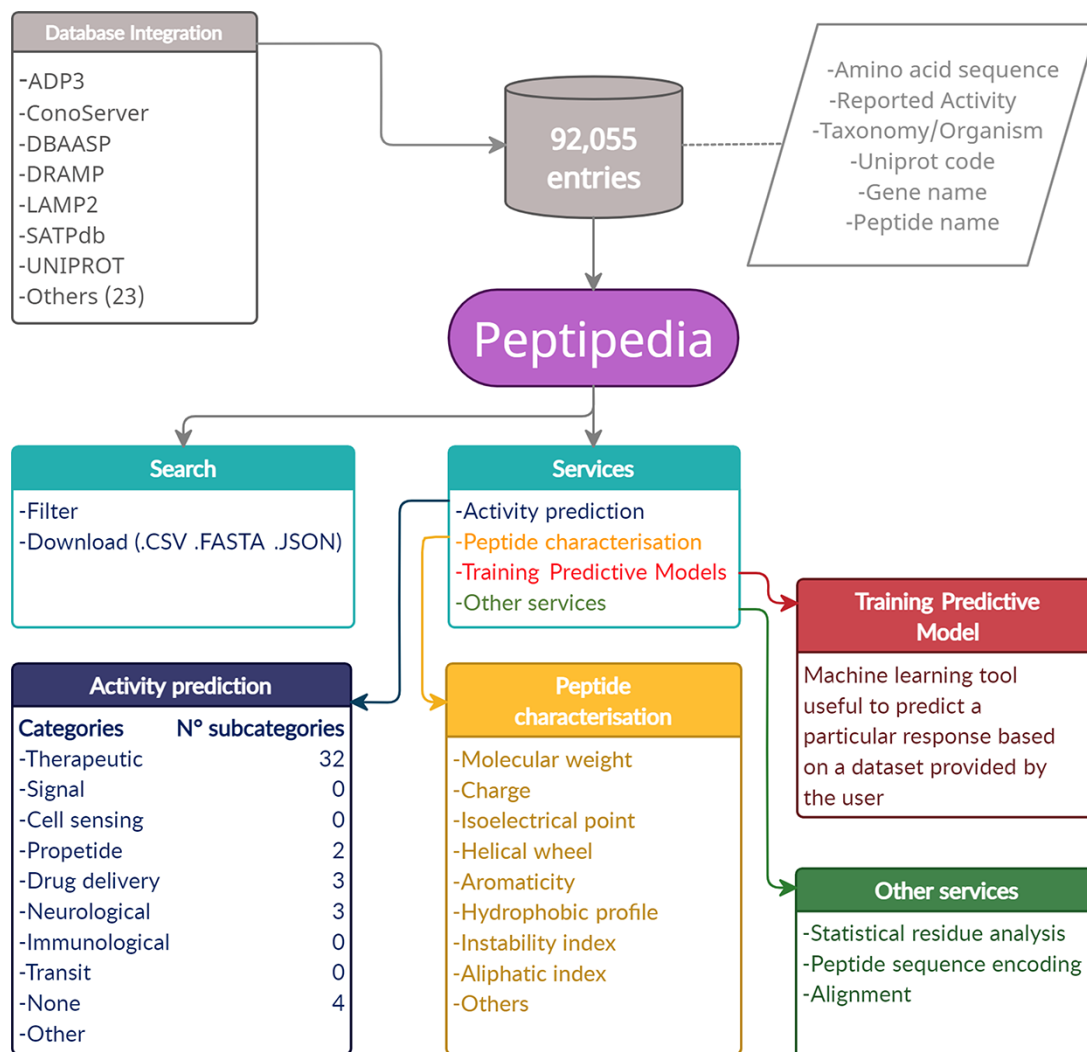 Database Integration
-ADP3
-ConoServer
-DBAASP
-DRAMP
-LAMP2
-SATPdb
-UNIPROT
-Others (23)
92,055
entries
-Amino acid sequence
-Reported Activity
-Taxonomy/Organism
-Uniprot code
-Gene name
-Peptide name
Peptipedia
Search
-Filter
-Download (.CSV .FASTA .JSON)
Services
-Activity prediction
-Peptide characterisation
-Training Predictive Models
-Other services
Training Predictive
Model
Machine learning tool
useful to predict a
particular response based
on a dataset provided by
the user
Activity prediction
Categories N° subcategories
-Therapeutic 32
-Signal 0
-Cell sensing 0
-Propetide 2
-Drug delivery 3
-Neurological 3
-Immunological 0
-Transit 0
-None 4
-Other
Peptide
characterisation
-Molecular weight
-Charge
-Isoelectrical point
-Helical wheel
-Aromaticity
-Hydrophobic profile
-Instability index
-Aliphatic index
-Others
Other services
-Statistical residue analysis
-Peptide sequence encoding
-Alignment